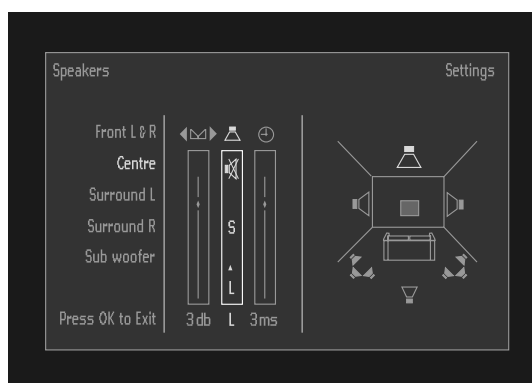 Speakers Settings
Front L & R
Centre
Surround L
Surround R
Sub woofer
S
L
Press OK to Exit 3 db L 3 ms